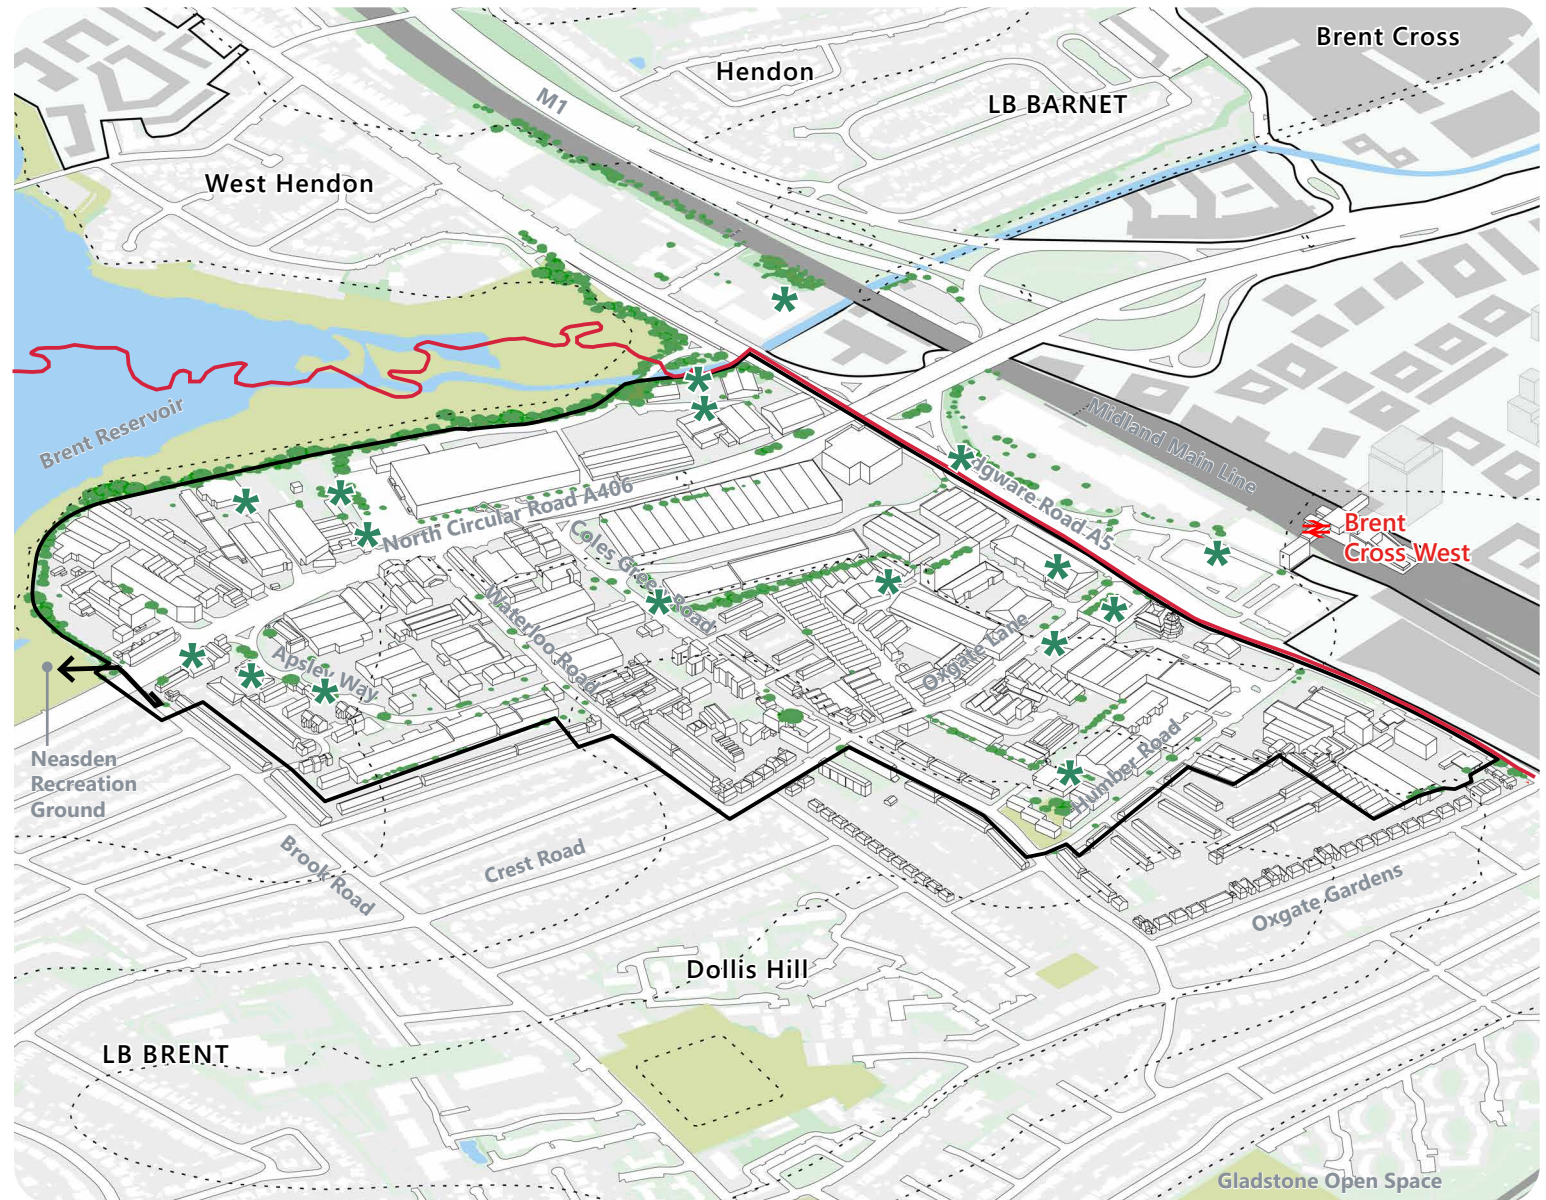 Brent Cross
Hendon
M1
LB BARNET
West Hendon
Brent Reservoir
Midland Main Line
dgware Road A5
North Circular Road A406
Brent
Cross West
Coles Green Road
Waterloo Road
Oxgate Lane
Apsley Way
Humber Road
Neasden
Recreation
Ground
Brook Road
Crest Road
Oxgate Gardens
Dollis Hill
LB BRENT
Gladstone Open Space